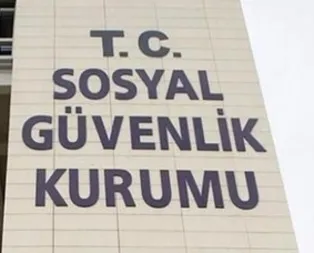 T. C.
SOSYAL
GÜVENLİK
KURUMU